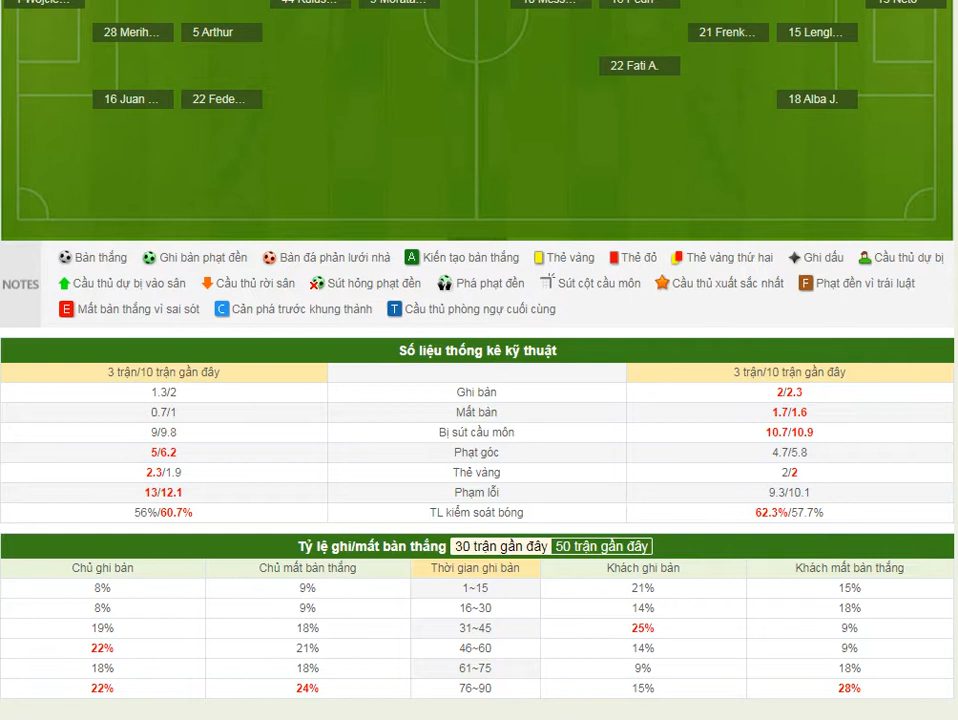 28 Merih... 5 Arthur 21 Frenk... 15 Lengl...
22 Fati A.
16 Juan ... 22 Fede... 18 Alba J.
Bàn thắng Ghi bàn phạt đền Bàn đá phản lưới nhà A Kiến tạo bàn thắng Thẻ vàng Thẻ đỏ Thẻ vàng thứ hai Ghi dấu Cầu thủ dự bị
NOTES Cầu thủ dự bị vào sân Cầu thủ rời sân Sút hỏng phạt đền Phá phạt đền Sút cột cầu môn Cầu thủ xuất sắc nhất F Phạt đền vì trái luật
E Mất bàn thắng vì sai sót C Cản phá trước khung thành T Cầu thủ phòng ngự cuối cùng
Số liệu thống kê kỹ thuật
3 trận/10 trận gần đây 3 trận/10 trận gần đây
1.3/2 Ghi bàn 2/2.3
0.7/1 Mất bàn 1.7/1.6
9/9.8 Bị sút cầu môn 10.7/10.9
5/6.2 Phạt góc 4.7/5.8
2.3/1.9 Thẻ vàng 2/2
13/12.1 Phạm lỗi 9.3/10.1
56%/60.7% TL kiểm soát bóng 62.3%/57.7%
Tỷ lệ ghi/mất bàn thắng 30 trận gần đây 50 trận gần đây
Chủ ghi bàn Chủ mất bàn thắng Thời gian ghi bàn Khách ghi bàn Khách mất bàn thắng
8% 9% 1~15 21% 15%
8% 9% 16~30 14% 18%
19% 18% 31~45 25% 9%
22% 21% 46~60 14% 9%
18% 18% 61~75 9% 18%
22% 24% 76~90 15% 28%